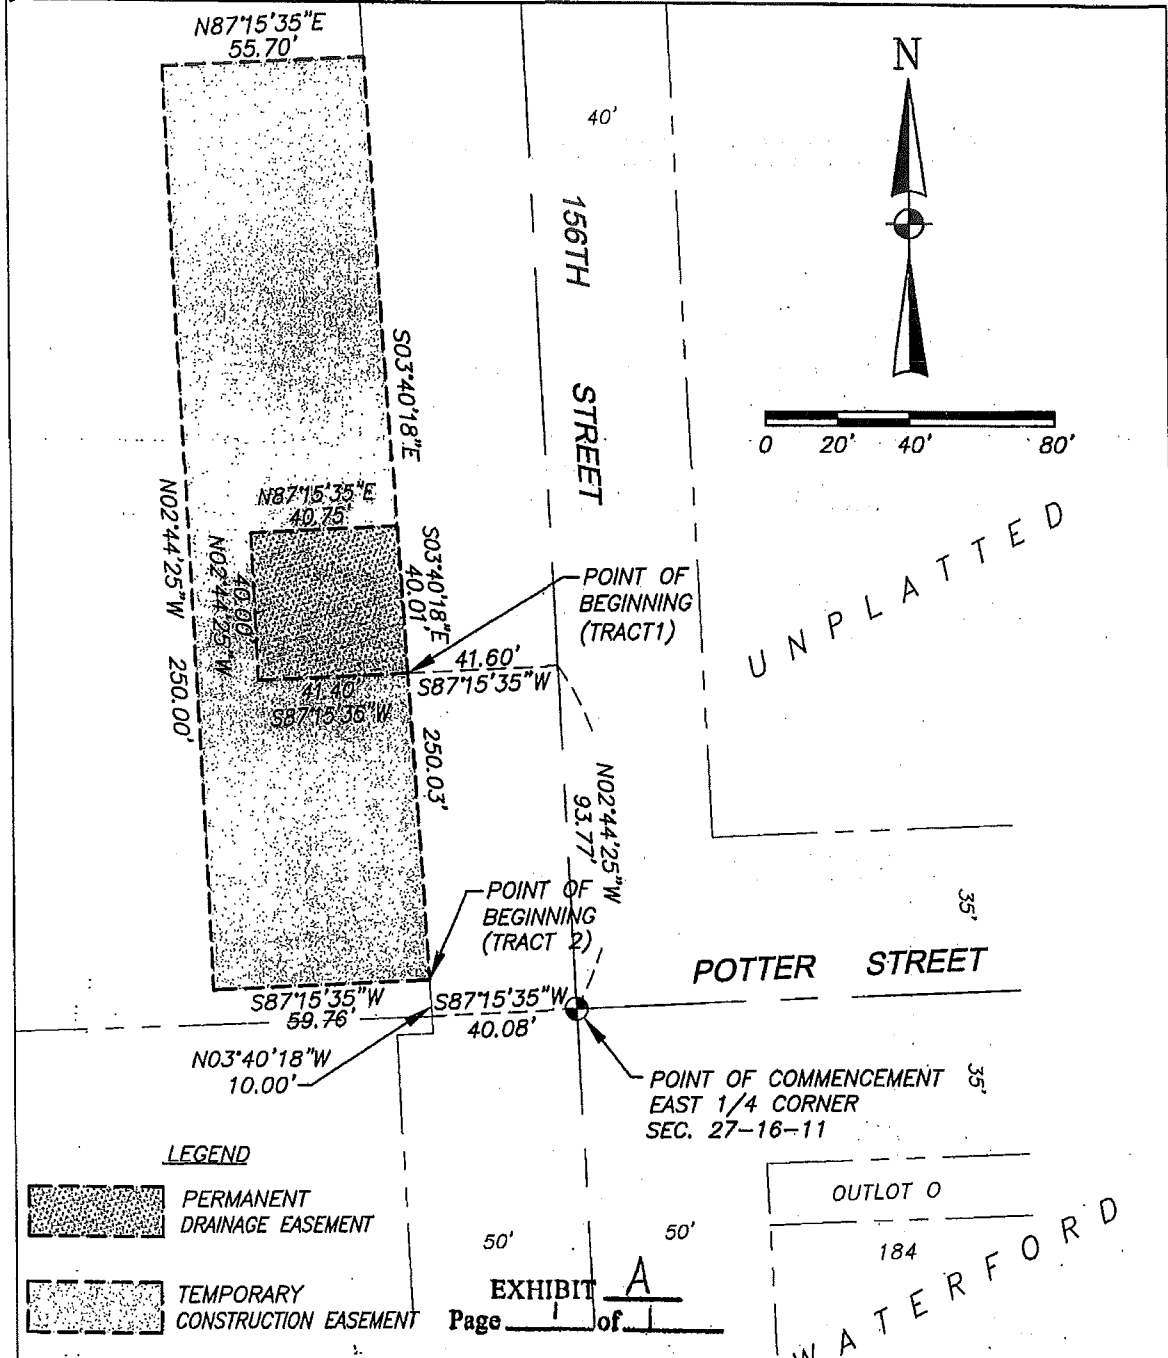 N87°15'35"E
55.70'
N
40'
156TH STREET
0 20' 40' 80'
S03°40'18"E
N87°15'35"E
40.75'
N02°44'25"W 250.00'
N02°44'25"W
40.00'
S03°40'18"E
40.01'
POINT OF
BEGINNING
(TRACT1)
UNPLATTED
41.60'
S87°15'35"W
41.40'
S87°15'35"W
250.03'
N02°44'25"W
93.77'
POINT OF
BEGINNING
(TRACT 2)
35'
POTTER STREET
S87°15'35"W
59.76'
S87°15'35"W
40.08'
N03°40'18"W
10.00'
POINT OF COMMENCEMENT
EAST 1/4 CORNER
SEC. 27-16-11
35'
LEGEND
PERMANENT
DRAINAGE EASEMENT
TEMPORARY
CONSTRUCTION EASEMENT
50'
50'
OUTLOT O
184
WATERFORD
EXHIBIT A
Page 1 of 1